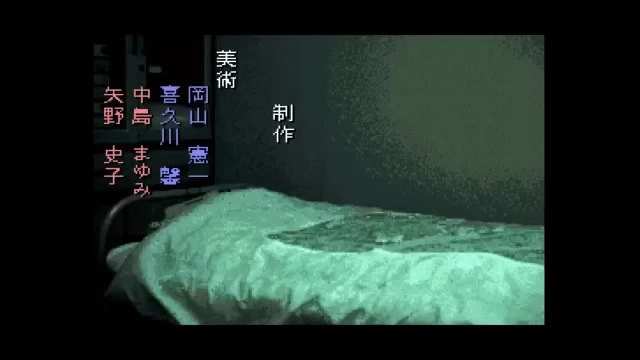 制作
美術
岡山 憲一
喜久川 馨
中島 まゆみ
矢野 史子